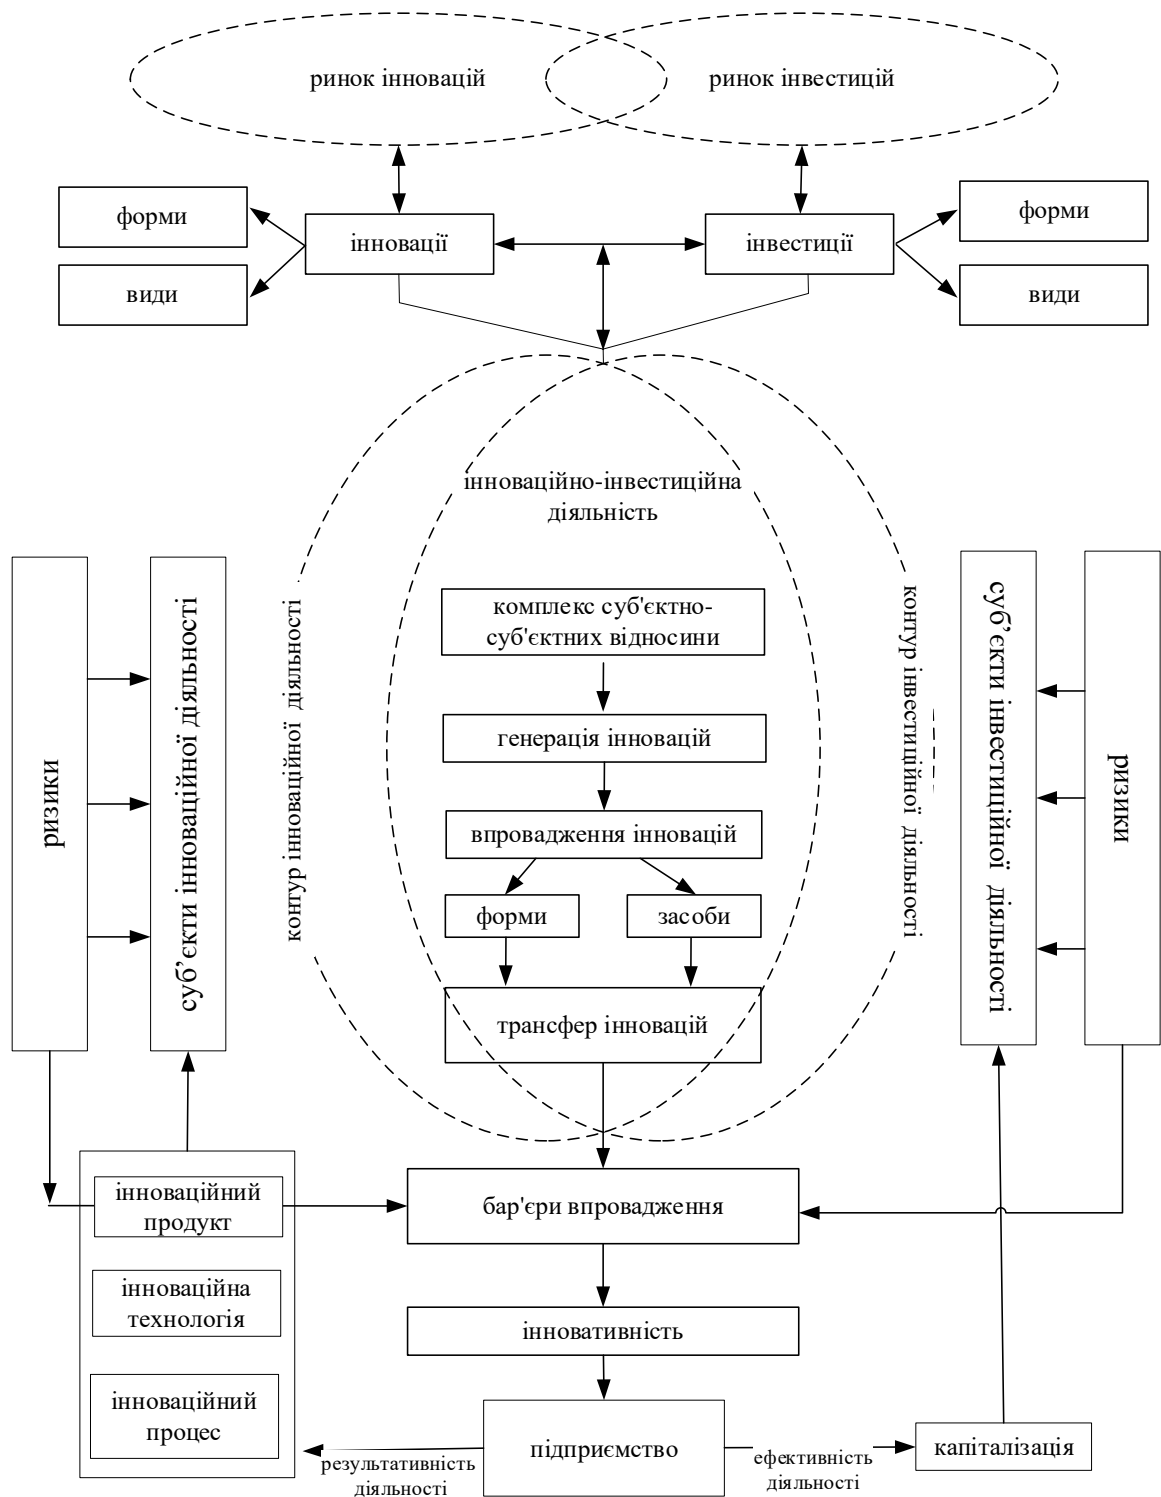 ринок інновацій
ринок інвестицій
форми
види
інновації
інвестиції
форми
види
інноваційно-інвестиційна
діяльність
ризики
суб’єкти інноваційної діяльності
контур інноваційної діяльності
комплекс суб'єктно-
суб'єктних відносини
генерація інновацій
впровадження інновацій
форми
засоби
трансфер інновацій
контур інвестиційної діяльності
суб’єкти інвестиційної діяльності
ризики
інноваційний
продукт
інноваційна
технологія
інноваційний
процес
бар'єри впровадження
інновативність
підприємство
результативність
діяльності
ефективність
діяльності
капіталізація